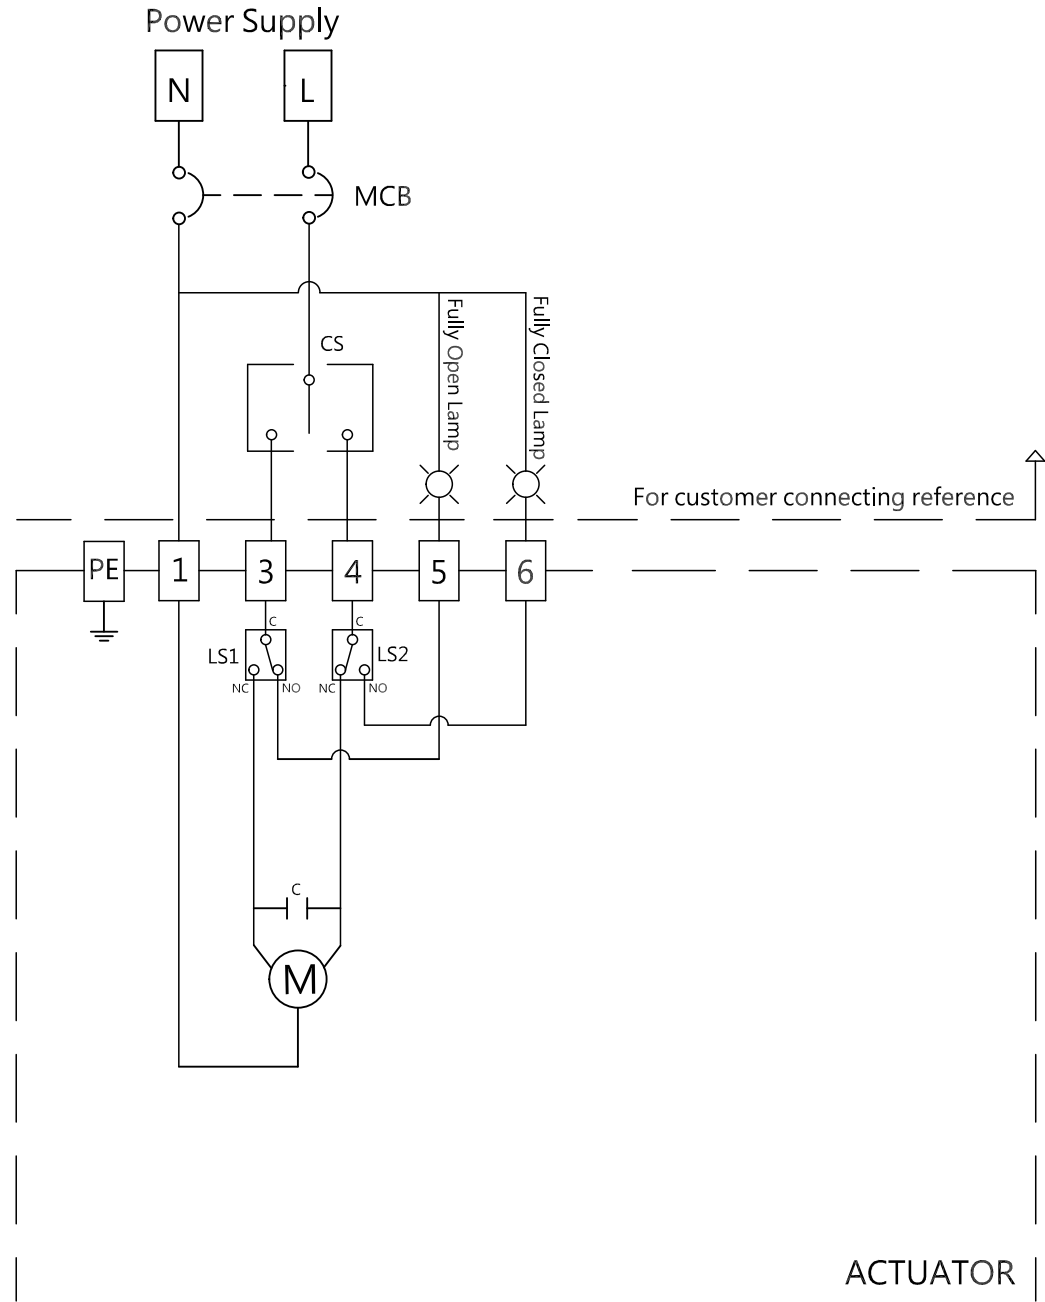 Power Supply
N
L
MCB
CS
Fully Open Lamp
Fully Closed Lamp
For customer connecting reference
PE
1
3
4
5
6
C
C
LS1
LS2
NC
NO
NC
NO
C
M
ACTUATOR